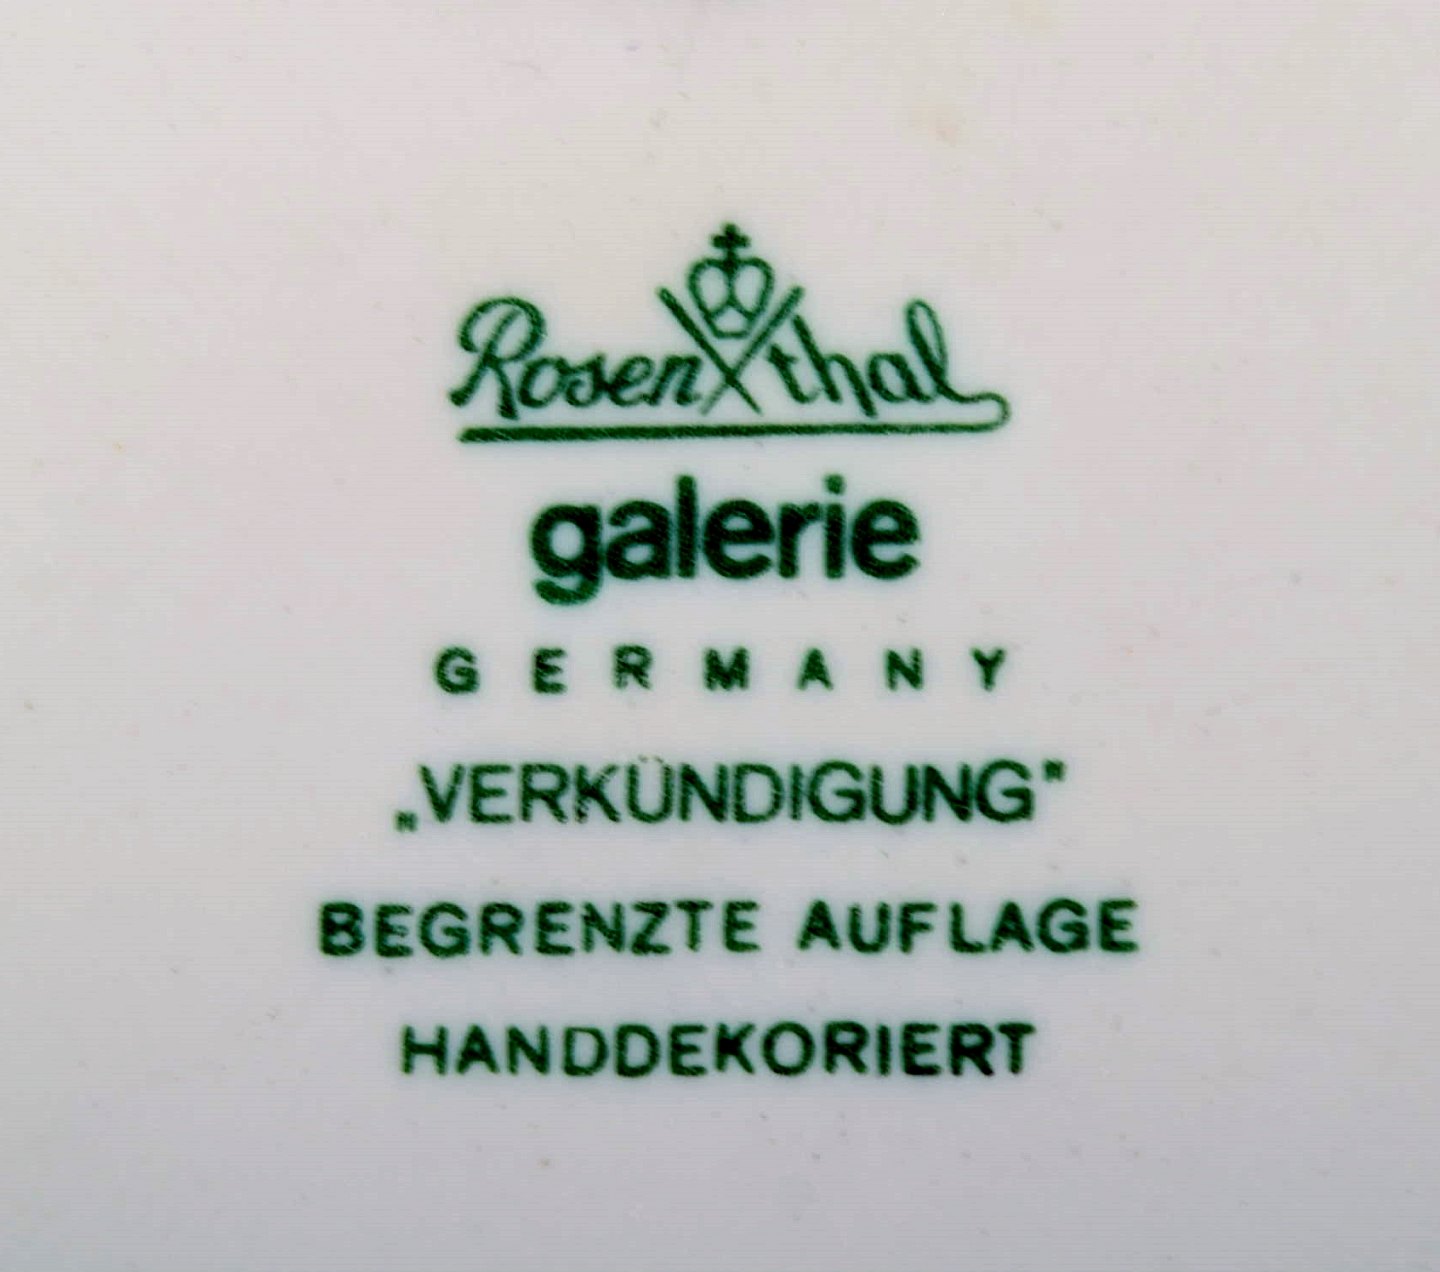 Rosenthal
galerie
GERMANY
„VERKÜNDIGUNG"
BEGRENZTE AUFLAGE
HANDDEKORIERT